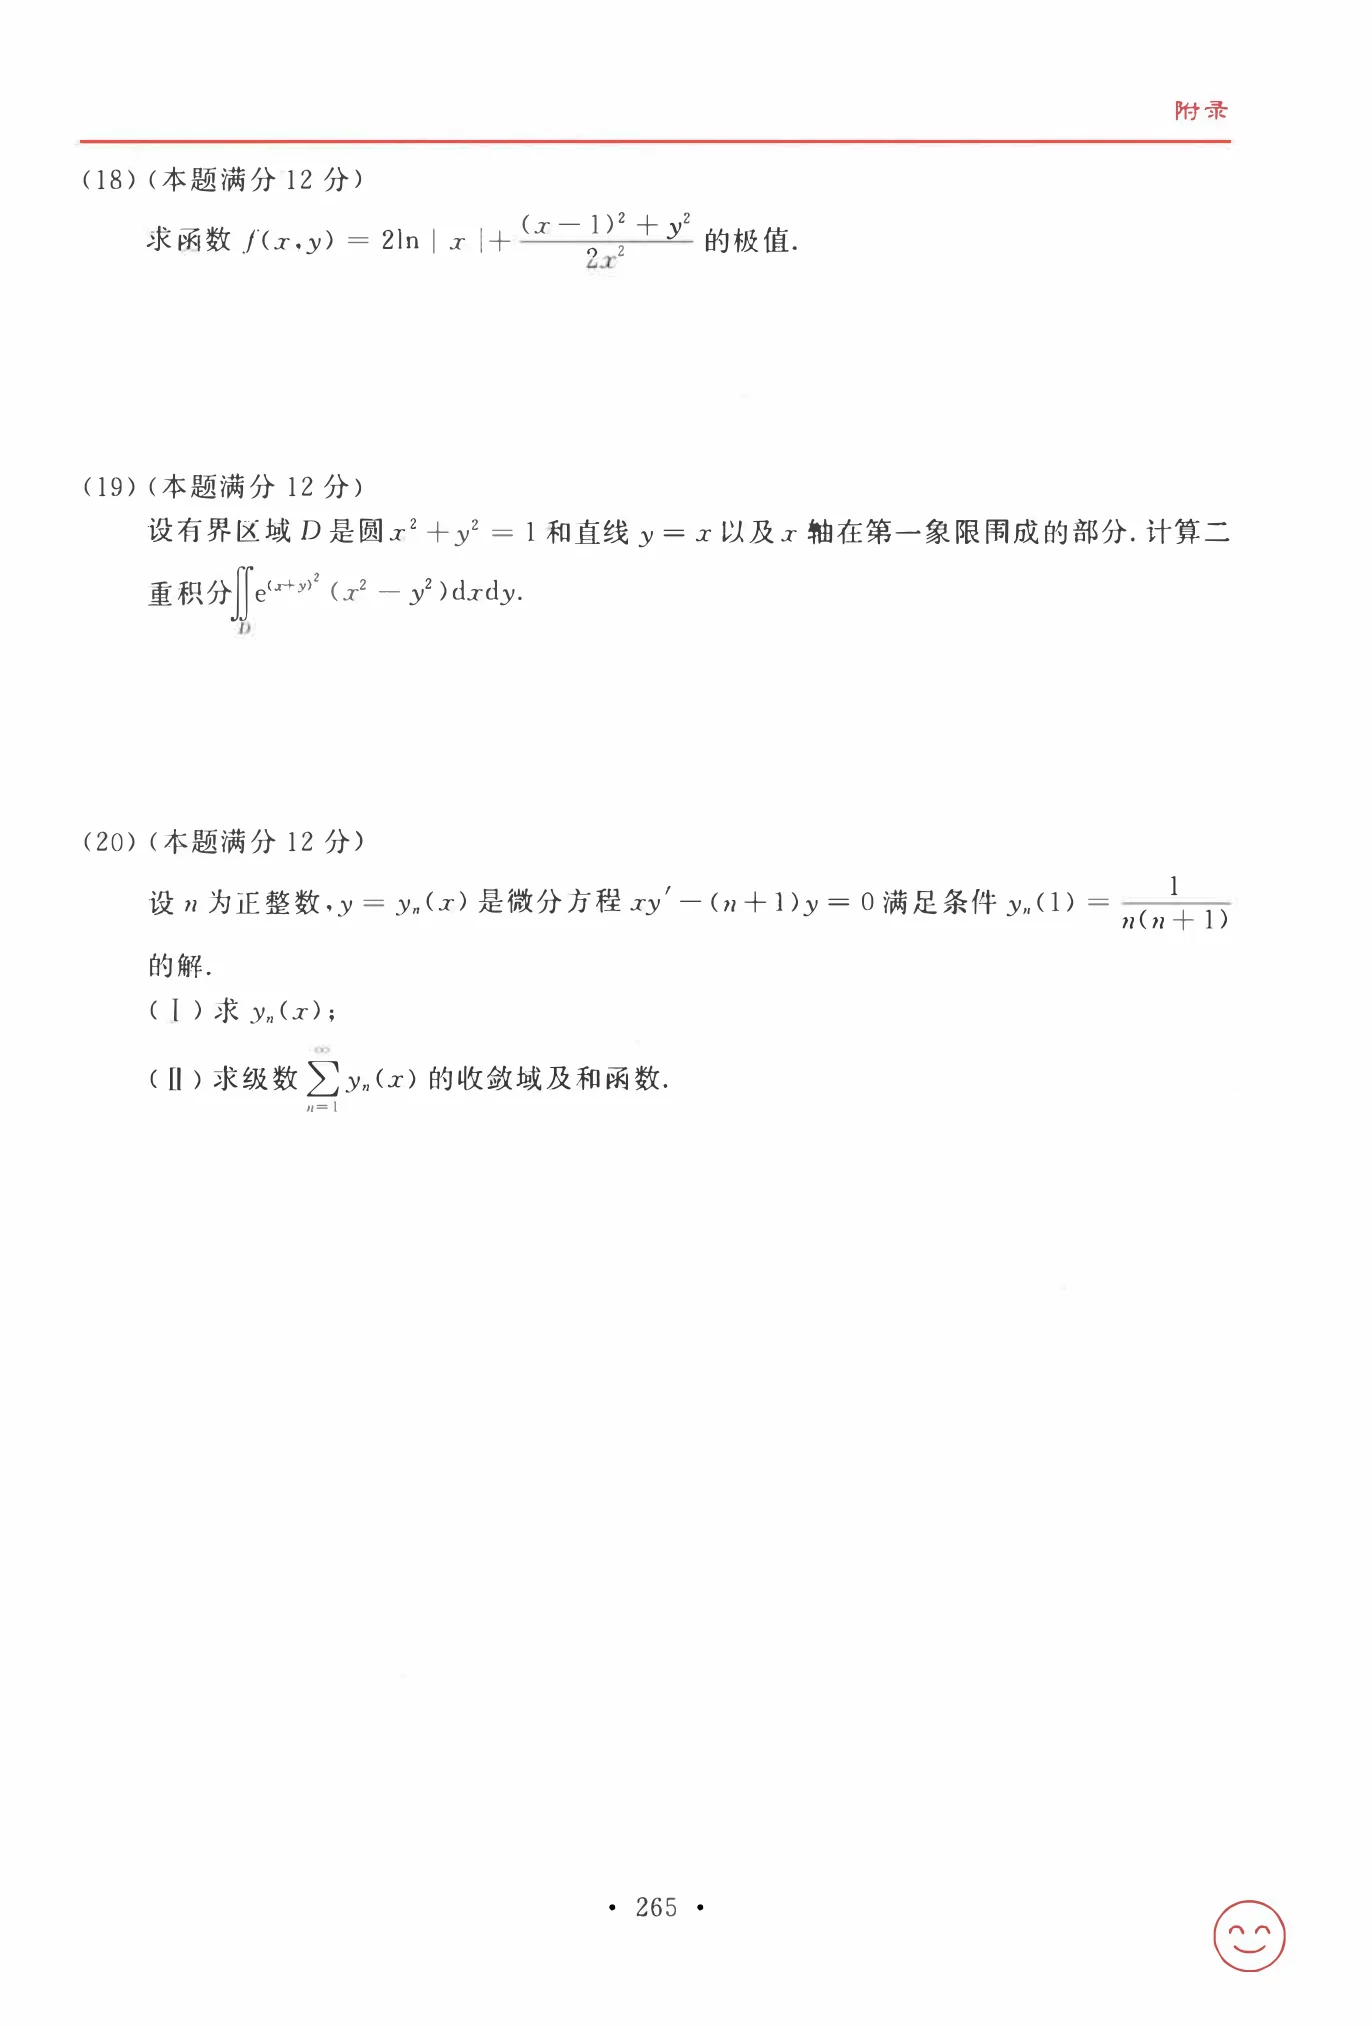 附录
(18)(本题满分 12 分)
求函数 f(x,y) = 2ln|x| + \frac{(x-1)^2+y^2}{2x^2} 的极值.
(19)(本题满分 12 分)
设有界区域 D 是圆 x^2 + y^2 = 1 和直线 y = x 以及 x 轴在第一象限围成的部分. 计算二
重积分 \iint_D e^{(x+y)^2}(x^2 - y^2)dxdy.
(20)(本题满分 12 分)
设 n 为正整数, y = y_n(x) 是微分方程 xy' - (n+1)y = 0 满足条件 y_n(1) = \frac{1}{n(n+1)}
的解.
(Ⅰ)求 y_n(x);
(Ⅱ)求级数 \sum_{n=1}^{∞} y_n(x) 的收敛域及和函数.
· 265 ·